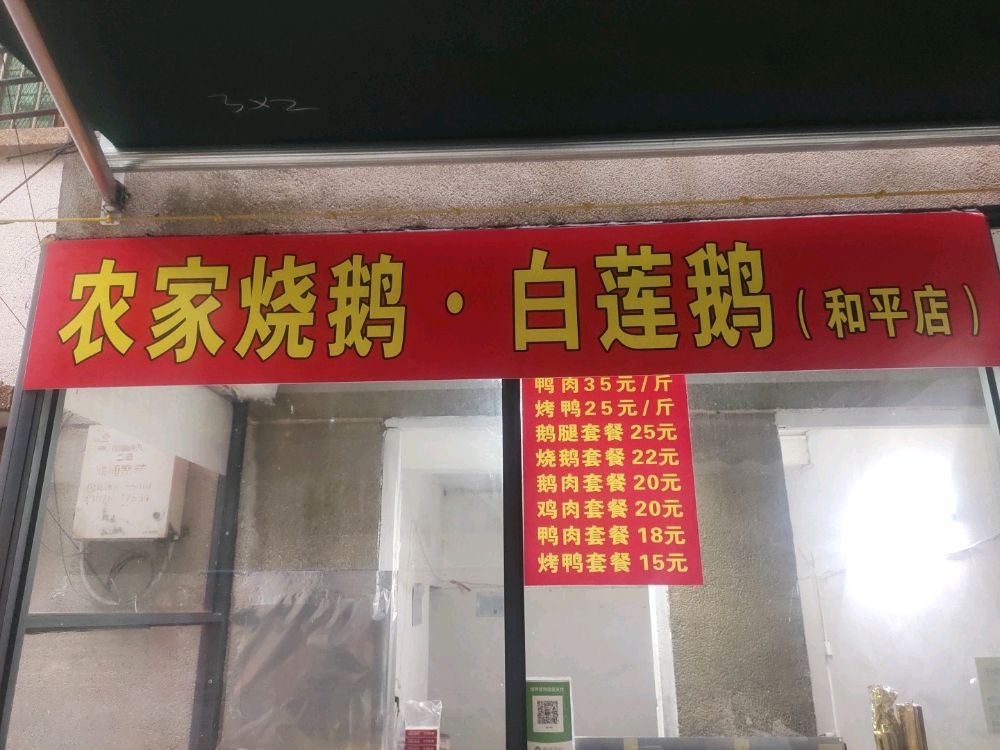 3×2
农家烧鹅·白莲鹅(和平店)
鸭肉35元/斤
烤鸭25元/斤
鹅腿套餐25元
烧鹅套餐22元
鹅肉套餐20元
鸡肉套餐20元
鸭肉套餐18元
烤鸭套餐15元